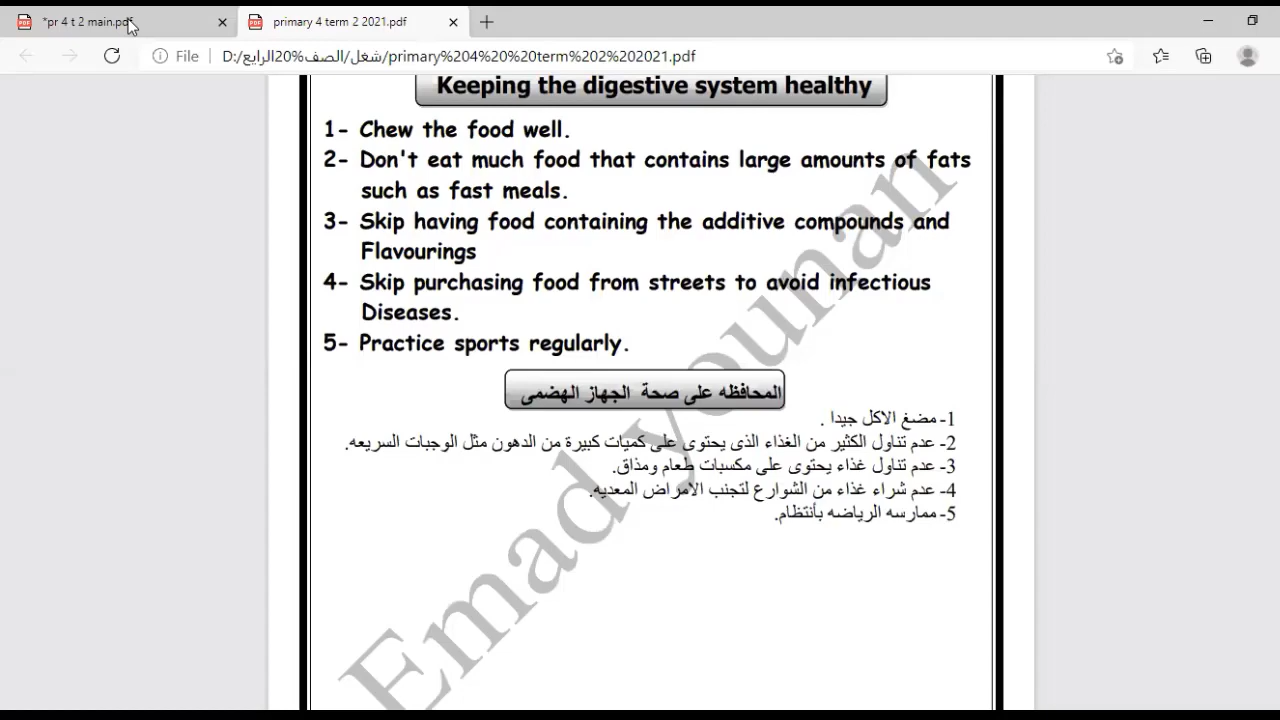 *pr 4 t 2 main.pdf
primary 4 term 2 2021.pdf
File
D:/شغل/الصف%20الرابع/primary%204%20%20term%202%202021.pdf
Keeping the digestive system healthy
1- Chew the food well.
2- Don't eat much food that contains large amounts of fats
such as fast meals.
3- Skip having food containing the additive compounds and
Flavourings
4- Skip purchasing food from streets to avoid infectious
Diseases.
5- Practice sports regularly.
المحافظه على صحة الجهاز الهضمى
1- مضغ الاكل جيدا .
2- عدم تناول الكثير من الغذاء الذى يحتوى على كميات كبيرة من الدهون مثل الوجبات السريعه.
3- عدم تناول غذاء يحتوى على مكسبات طعام ومذاق.
4- عدم شراء غذاء من الشوارع لتجنب الامراض المعديه.
5- ممارسه الرياضه بأنتظام.
Emad younan